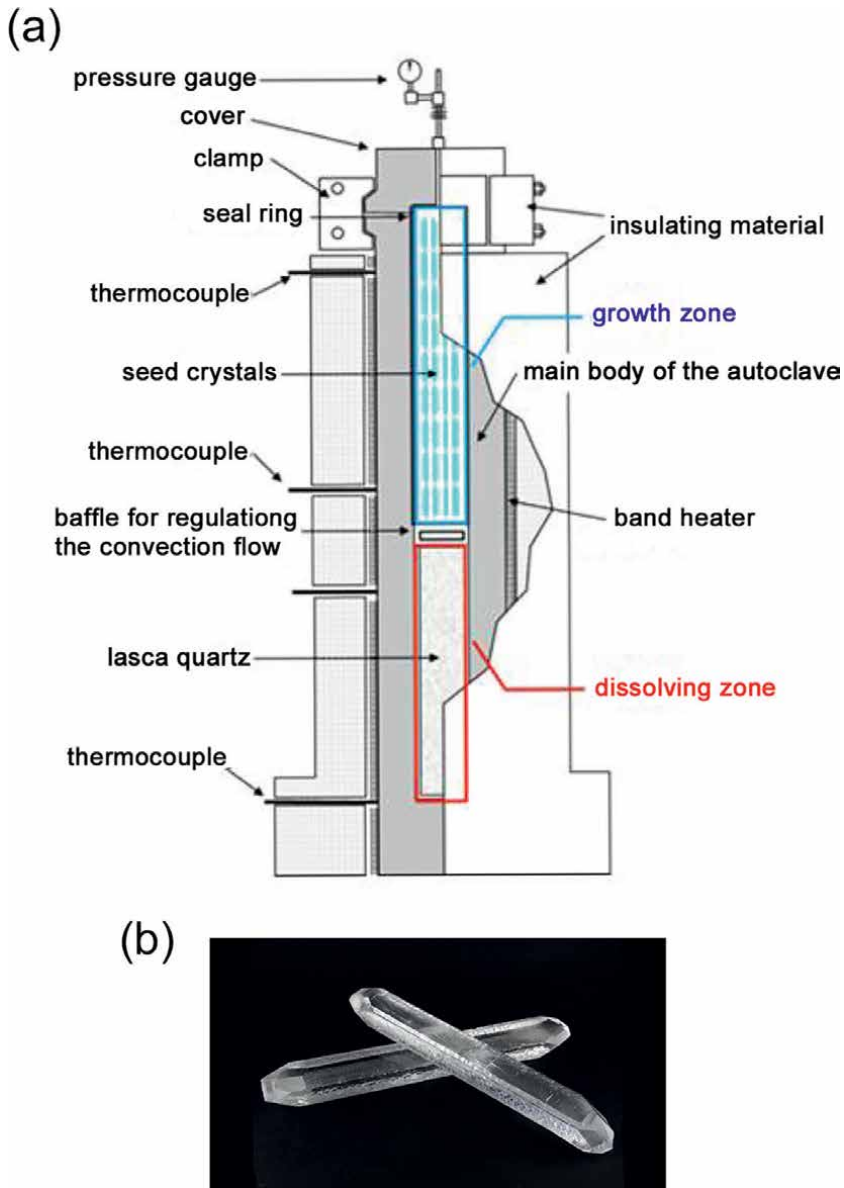 (a)
pressure gauge
cover
clamp
seal ring
insulating material
thermocouple
growth zone
seed crystals
main body of the autoclave
thermocouple
baffle for regulationg
the convection flow
band heater
lasca quartz
dissolving zone
thermocouple
(b)